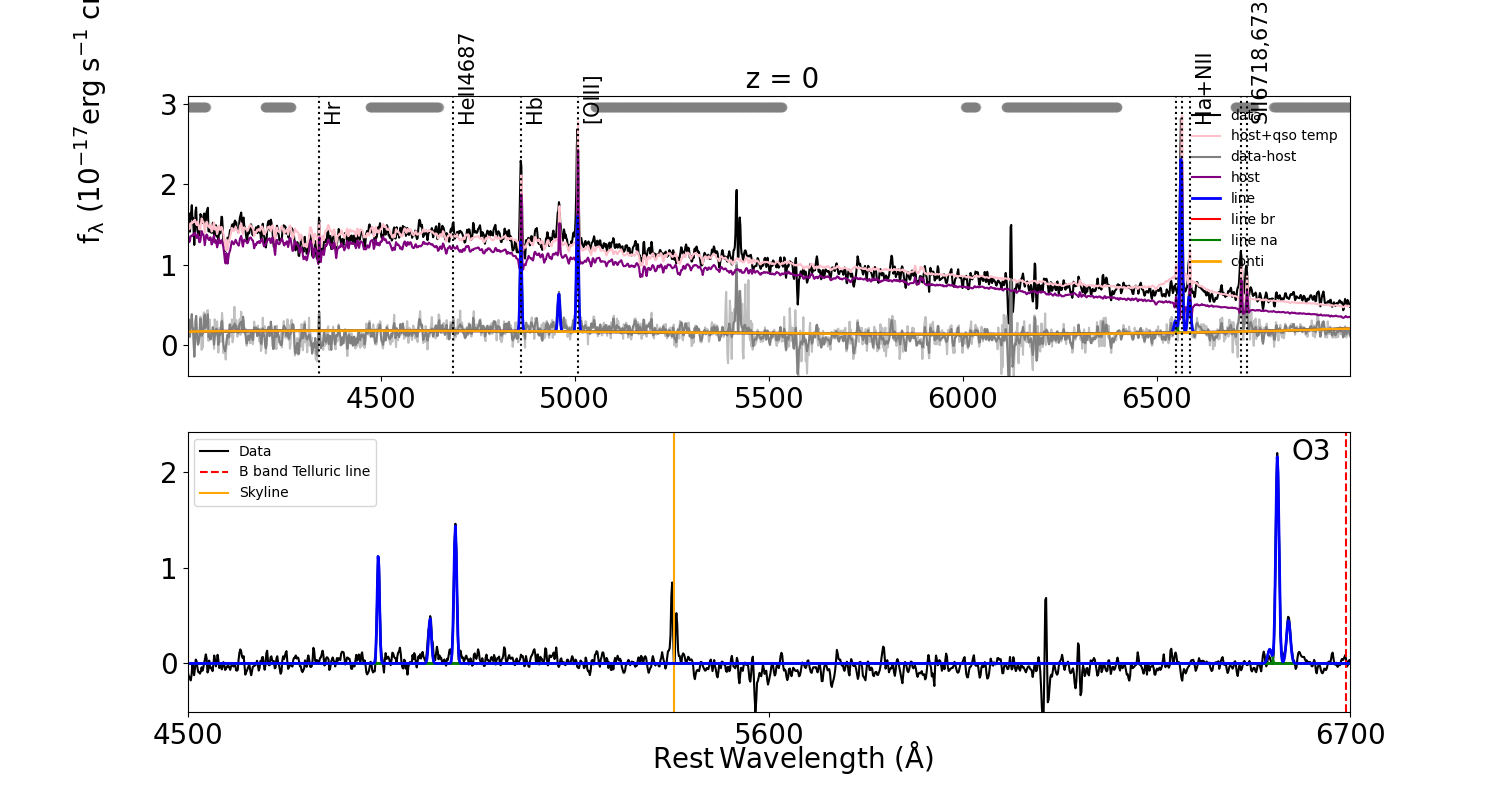 z = 0
fλ (10−17erg s−1 c
3
2
1
0
Hr
HeII4687
Hb
[OIII]
Ha+NII
SII6718,673
data
host+qso temp
data-host
host
line
line br
line na
conti
4500 5000 5500 6000 6500
Data
B band Telluric line
Skyline
O3
2
1
0
4500 5600 6700
Rest Wavelength (Å)